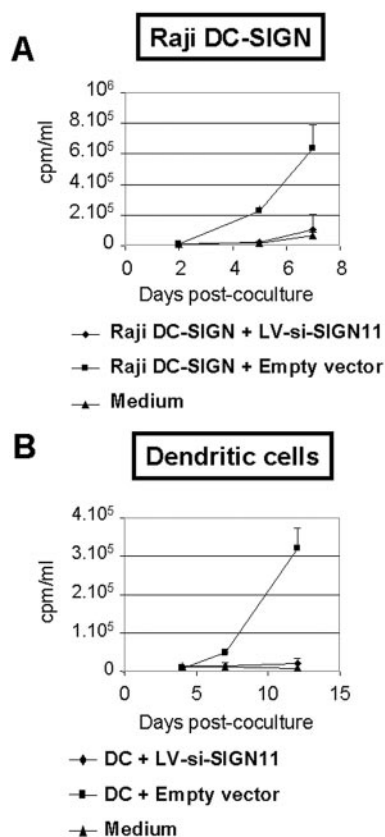 A
Raji DC-SIGN
cpm/ml
10⁶
8.10⁵
6.10⁵
4.10⁵
2.10⁵
0
0 2 4 6 8
Days post-coculture
Raji DC-SIGN + LV-si-SIGN11
Raji DC-SIGN + Empty vector
Medium
B
Dendritic cells
cpm/ml
4.10⁵
3.10⁵
2.10⁵
1.10⁵
0
0 5 10 15
Days post-coculture
DC + LV-si-SIGN11
DC + Empty vector
Medium